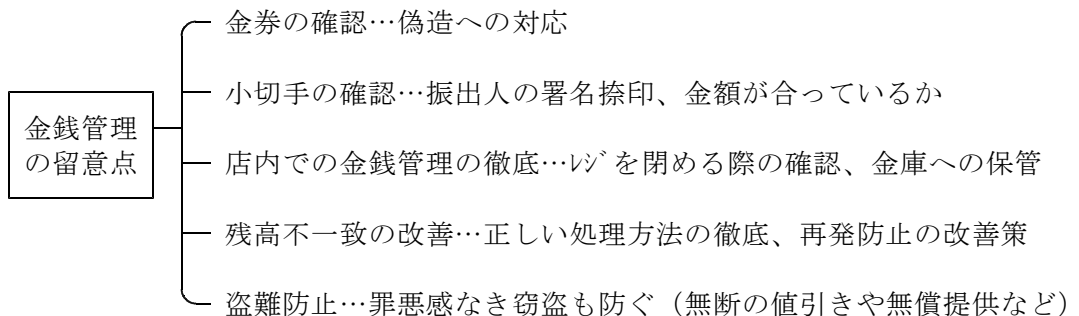 金券の確認…偽造への対応
小切手の確認…振出人の署名捺印、金額が合っているか
金銭管理
の留意点
店内での金銭管理の徹底…ﾚｼﾞを閉める際の確認、金庫への保管
残高不一致の改善…正しい処理方法の徹底、再発防止の改善策
盗難防止…罪悪感なき窃盗も防ぐ（無断の値引きや無償提供など）